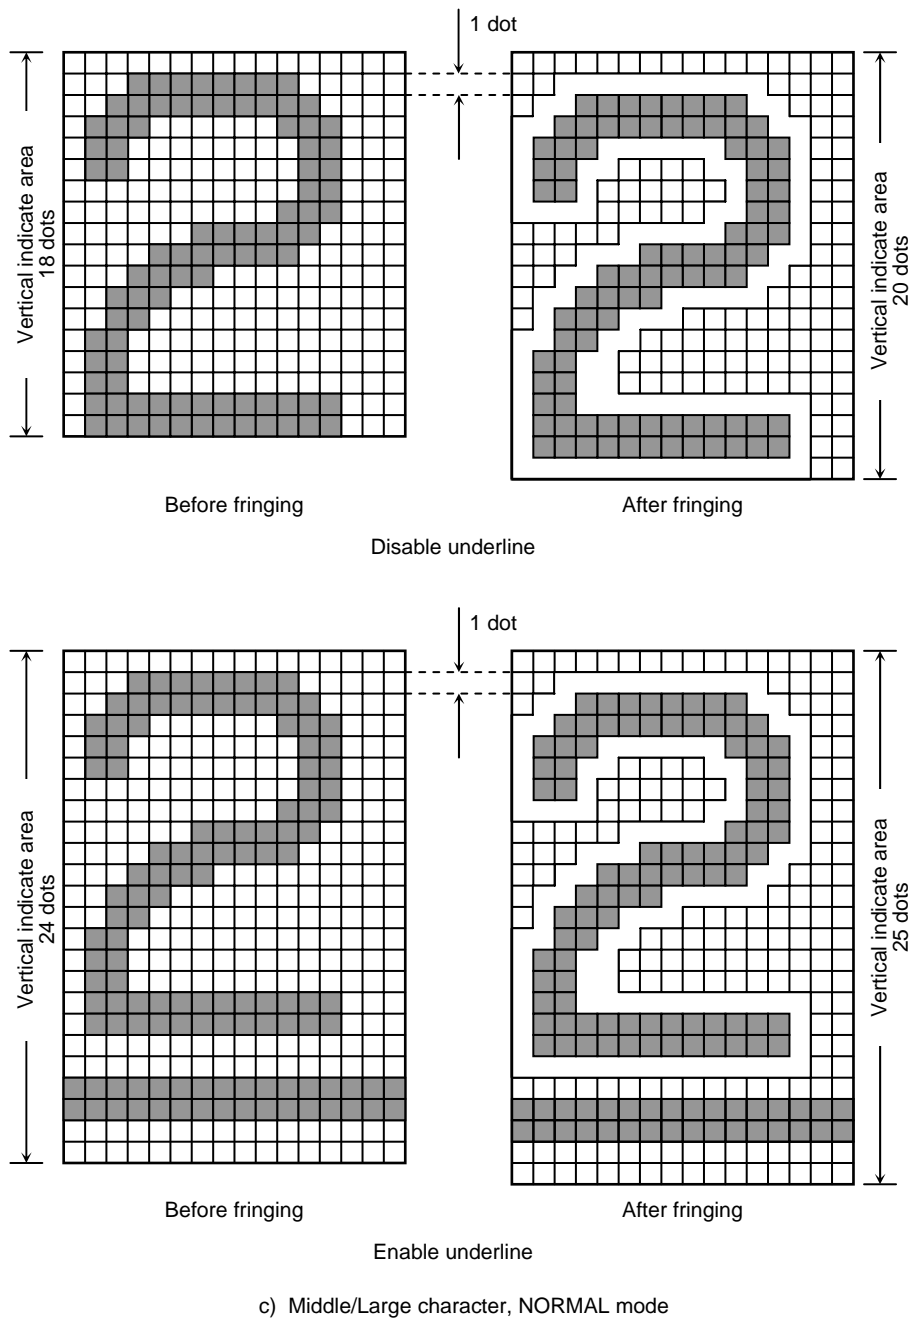 1 dot
Vertical indicate area
18 dots
Vertical indicate area
20 dots
Before fringing
After fringing
Disable underline
1 dot
Vertical indicate area
24 dots
Vertical indicate area
25 dots
Before fringing
After fringing
Enable underline
c) Middle/Large character, NORMAL mode